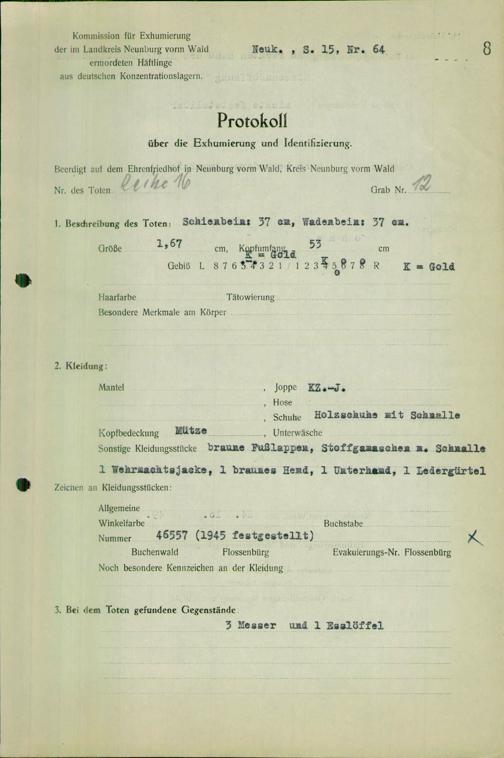 Kommission für Exhumierung
der im Landkreis Neunburg vorm Wald
ermordeten Häftlinge
aus deutschen Konzentrationslagern.
Neuk. , S. 15, Nr. 64
8
Protokoll
über die Exhumierung und Identifizierung.
Beerdigt auf dem Ehrenfriedhof in Neunburg vorm Wald, Kreis Neunburg vorm Wald
Nr. des Toten Leiche 16 Grab Nr. 12
1. Beschreibung des Toten: Schienbein: 37 cm, Wadenbein: 37 cm.
Größe 1,67 cm, Kopfumfang 53 cm
K = Gold
Gebiß L 8 7 6 5 4 3 2 1 / 1 2 3 4 5 6 7 8 R K = Gold
Haarfarbe Tätowierung
Besondere Merkmale am Körper
2. Kleidung:
Mantel , Joppe KZ.-J.
, Hose
, Schuhe Holzschuhe mit Schnalle
Kopfbedeckung Mütze , Unterwäsche
Sonstige Kleidungsstücke braune Fußlappen, Stoffgamaschen m. Schnalle
1 Wehrmachtsjacke, 1 braunes Hemd, 1 Unterhemd, 1 Ledergürtel
Zeichen an Kleidungsstücken:
Allgemeine
Winkelfarbe Buchstabe
Nummer 46557 (1945 festgestellt) X
Buchenwald Flossenbürg Evakuierungs-Nr. Flossenbürg
Noch besondere Kennzeichen an der Kleidung
3. Bei dem Toten gefundene Gegenstände
3 Messer und 1 Esslöffel